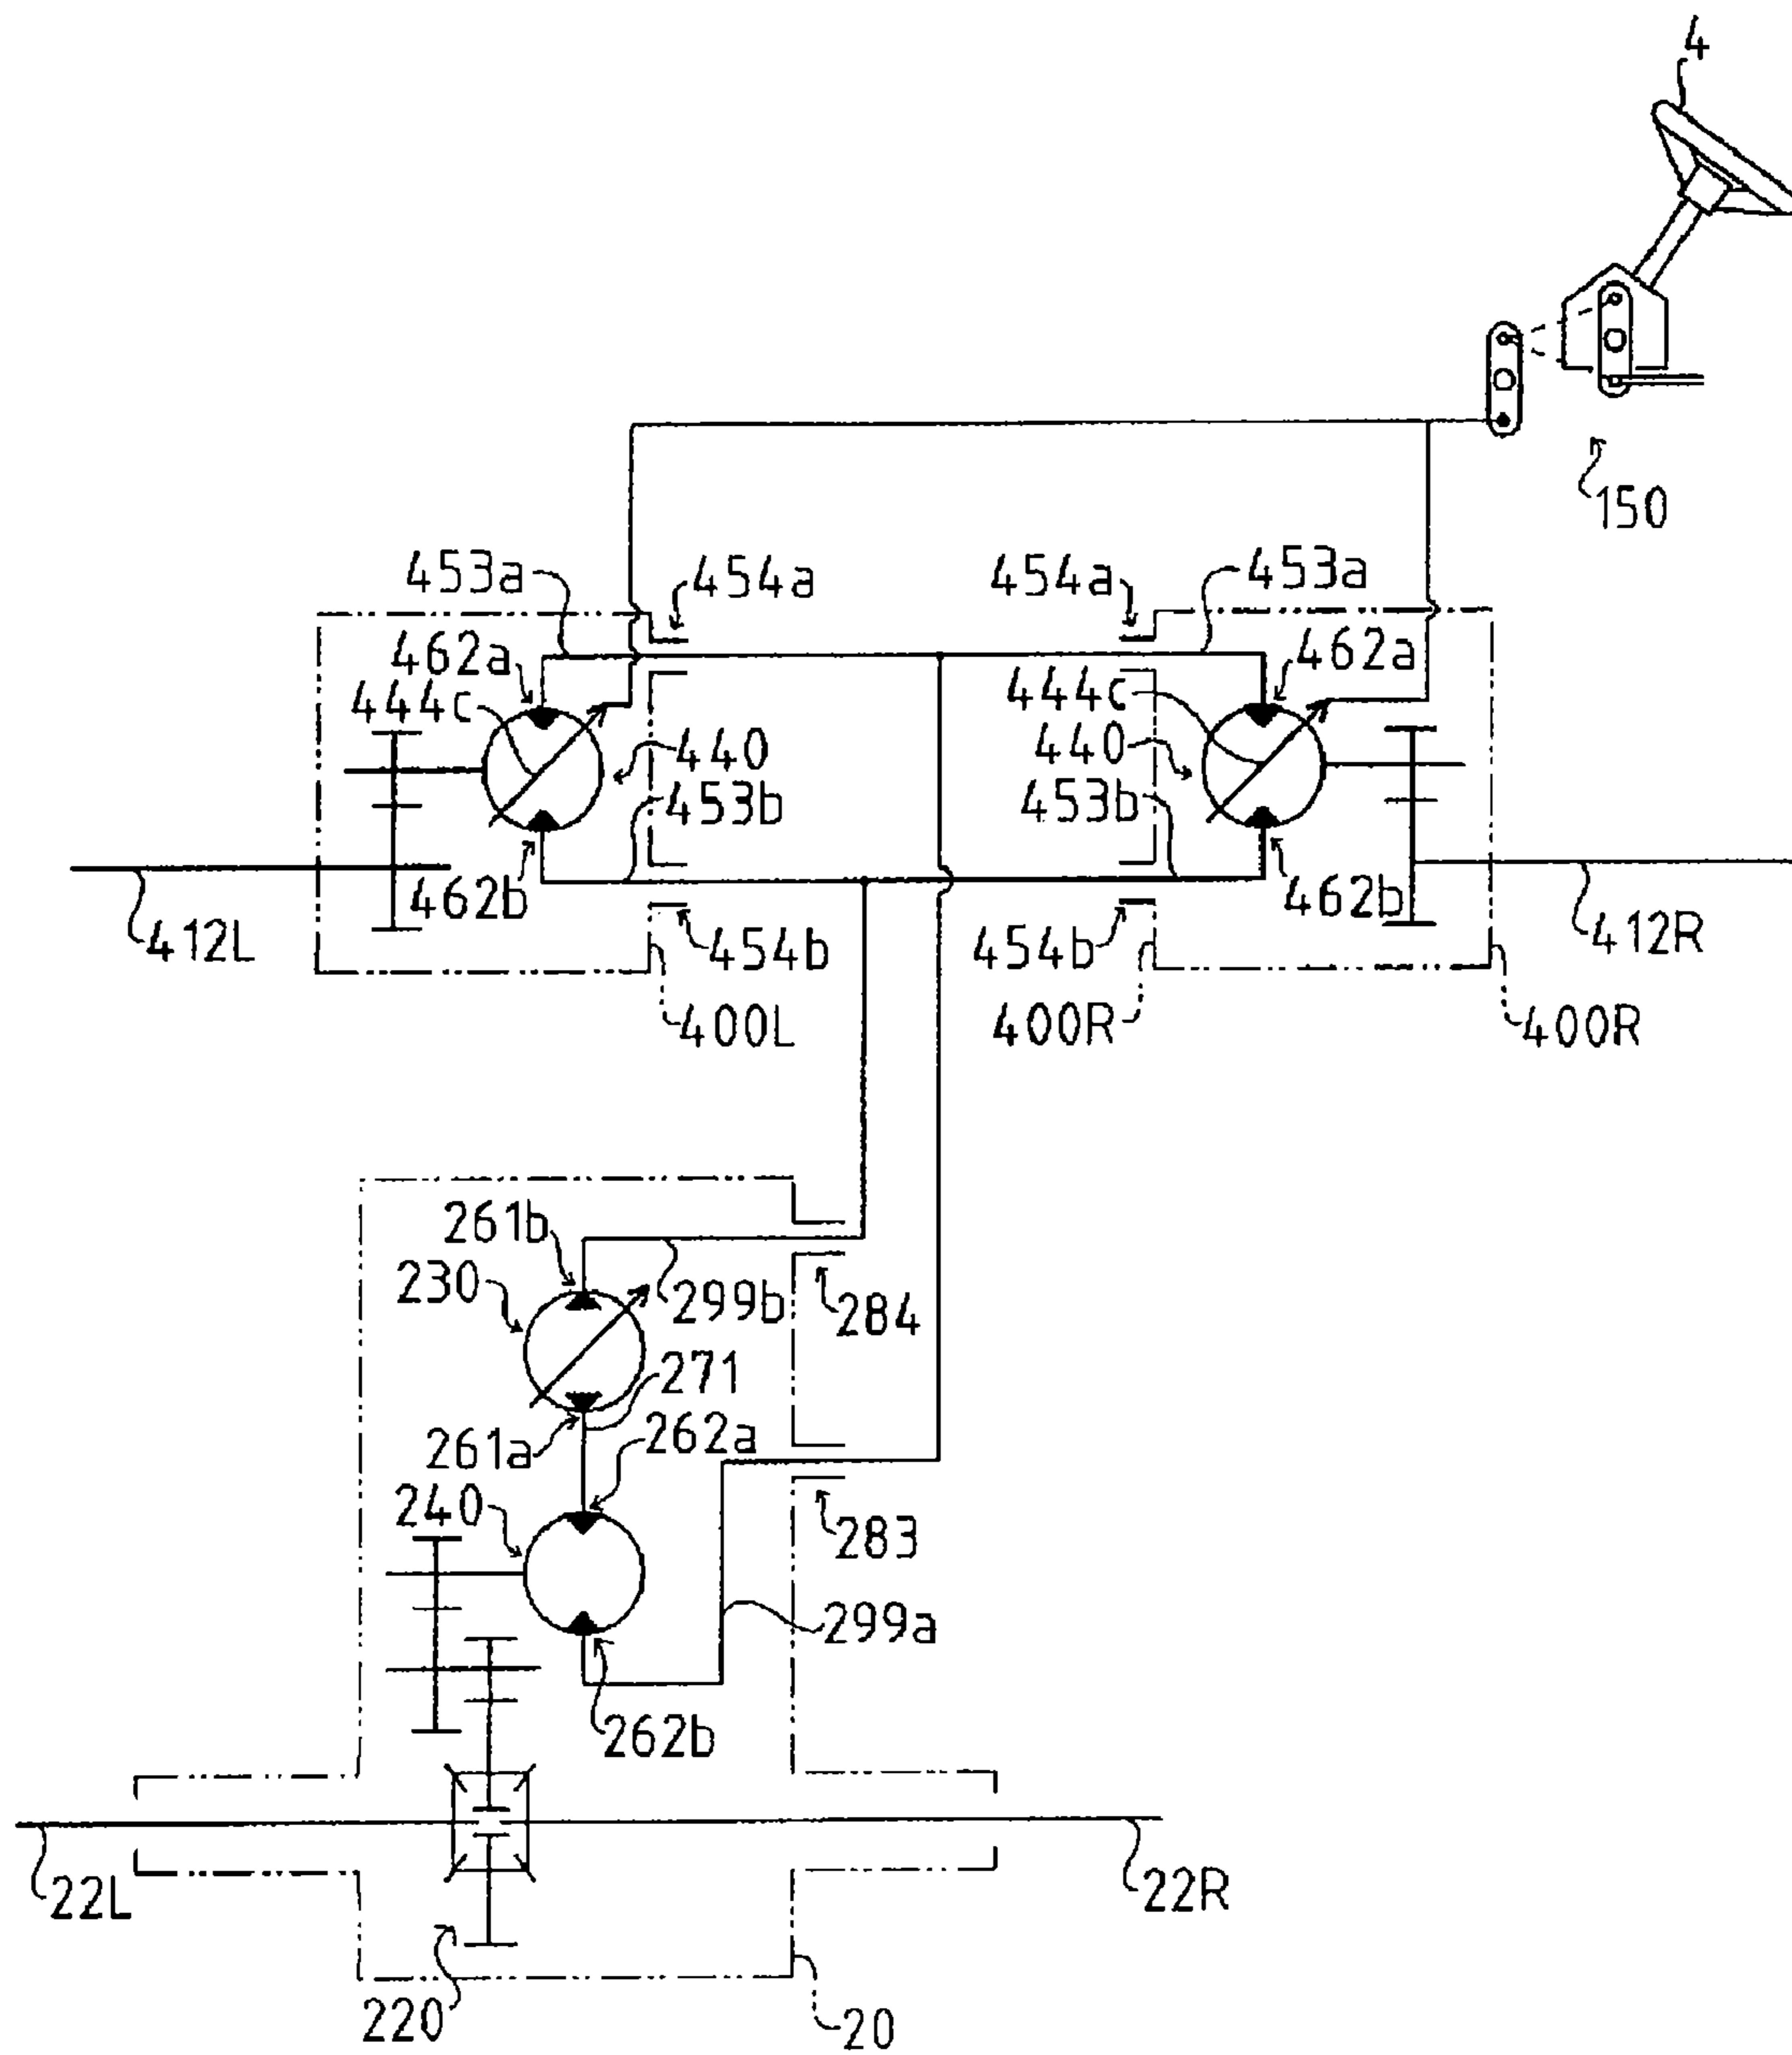 4
150
453a 454a 454a 453a
462a 462a
444c 444c
440 440
453b 453b
462b 462b
412L 454b 454b 412R
400L 400R 400R
261b
230 299b 284
271
261a 262a
240 283
299a
262b
22L 22R
220 20